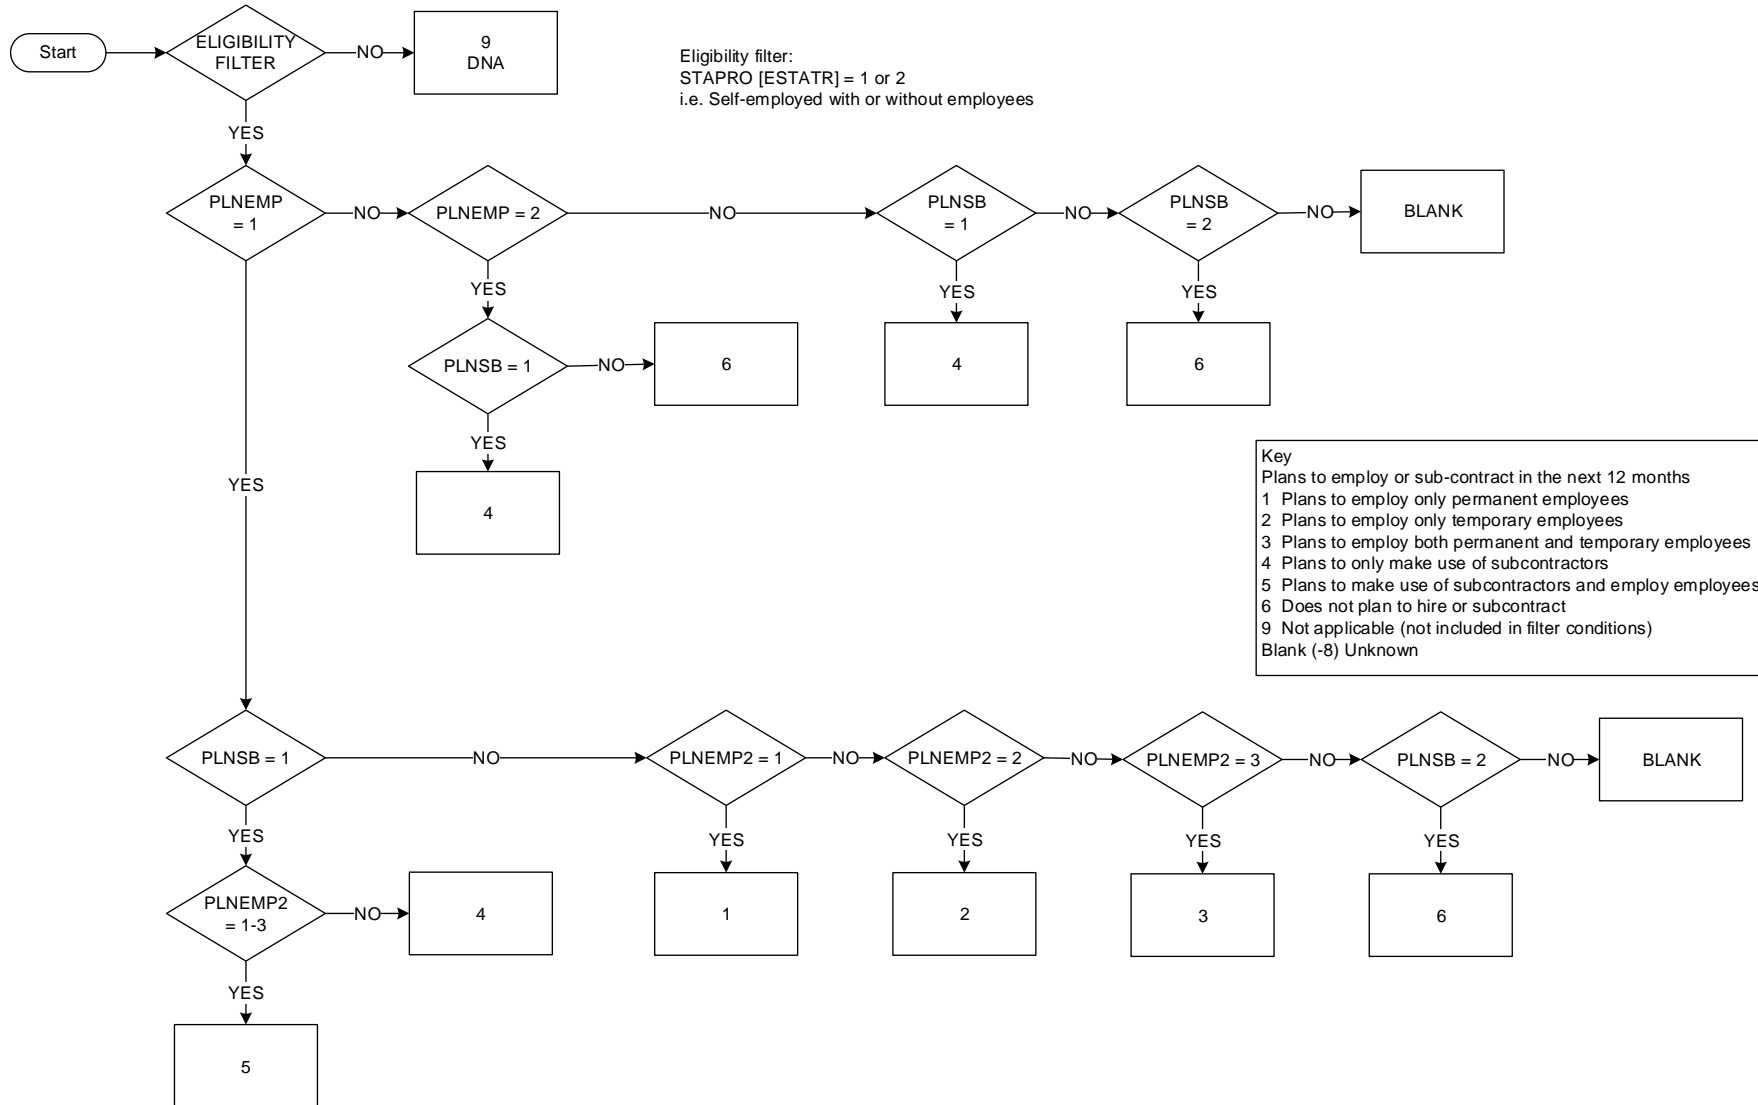 Start
ELIGIBILITY
FILTER
NO
9
DNA
Eligibility filter:
STAPRO [ESTATR] = 1 or 2
i.e. Self-employed with or without employees
YES
PLNEMP
= 1
NO
PLNEMP = 2
NO
PLNSB
= 1
NO
PLNSB
= 2
NO
BLANK
YES
YES
YES
PLNSB = 1
NO
6
4
6
YES
4
YES
Key
Plans to employ or sub-contract in the next 12 months
1 Plans to employ only permanent employees
2 Plans to employ only temporary employees
3 Plans to employ both permanent and temporary employees
4 Plans to only make use of subcontractors
5 Plans to make use of subcontractors and employ employees
6 Does not plan to hire or subcontract
9 Not applicable (not included in filter conditions)
Blank (-8) Unknown
PLNSB = 1
NO
PLNEMP2 = 1
NO
PLNEMP2 = 2
NO
PLNEMP2 = 3
NO
PLNSB = 2
NO
BLANK
YES
YES
YES
YES
YES
PLNEMP2
= 1-3
NO
4
1
2
3
6
YES
5